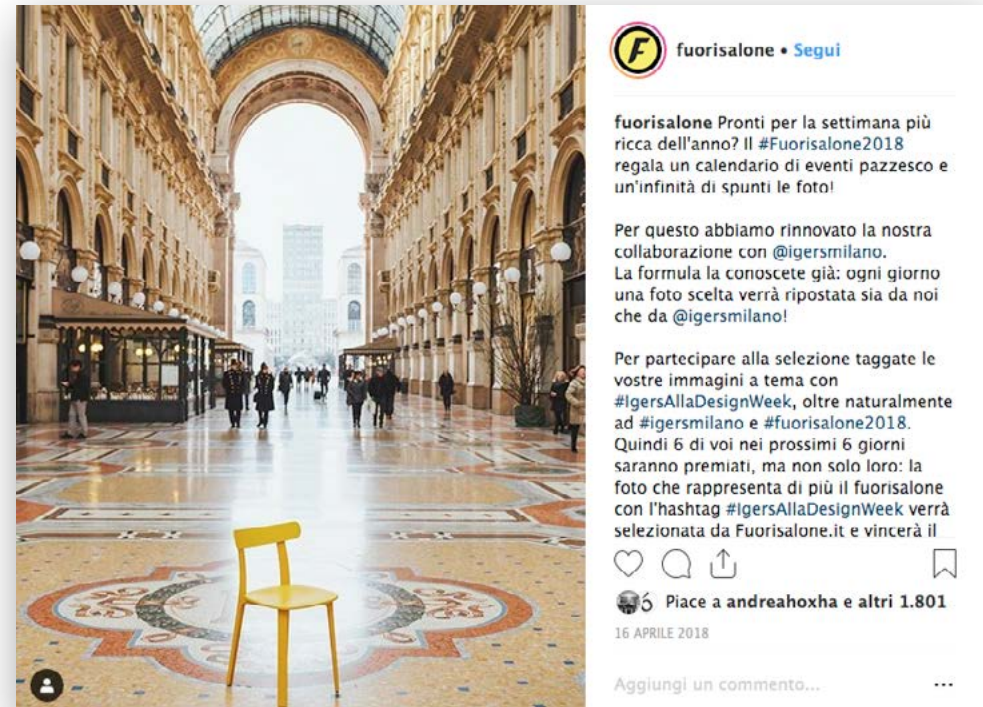 fuorisalone • Segui
fuorisalone Pronti per la settimana più
ricca dell'anno? Il #Fuorisalone2018
regala un calendario di eventi pazzesco e
un'infinità di spunti le foto!
Per questo abbiamo rinnovato la nostra
collaborazione con @igersmilano.
La formula la conoscete già: ogni giorno
una foto scelta verrà ripostata sia da noi
che da @igersmilano!
Per partecipare alla selezione taggate le
vostre immagini a tema con
#IgersAllaDesignWeek, oltre naturalmente
ad #igersmilano e #fuorisalone2018.
Quindi 6 di voi nei prossimi 6 giorni
saranno premiati, ma non solo loro: la
foto che rappresenta di più il fuorisalone
con l'hashtag #IgersAllaDesignWeek verrà
selezionata da Fuorisalone.it e vincerà il
Piace a andreahoxha e altri 1.801
16 APRILE 2018
Aggiungi un commento...